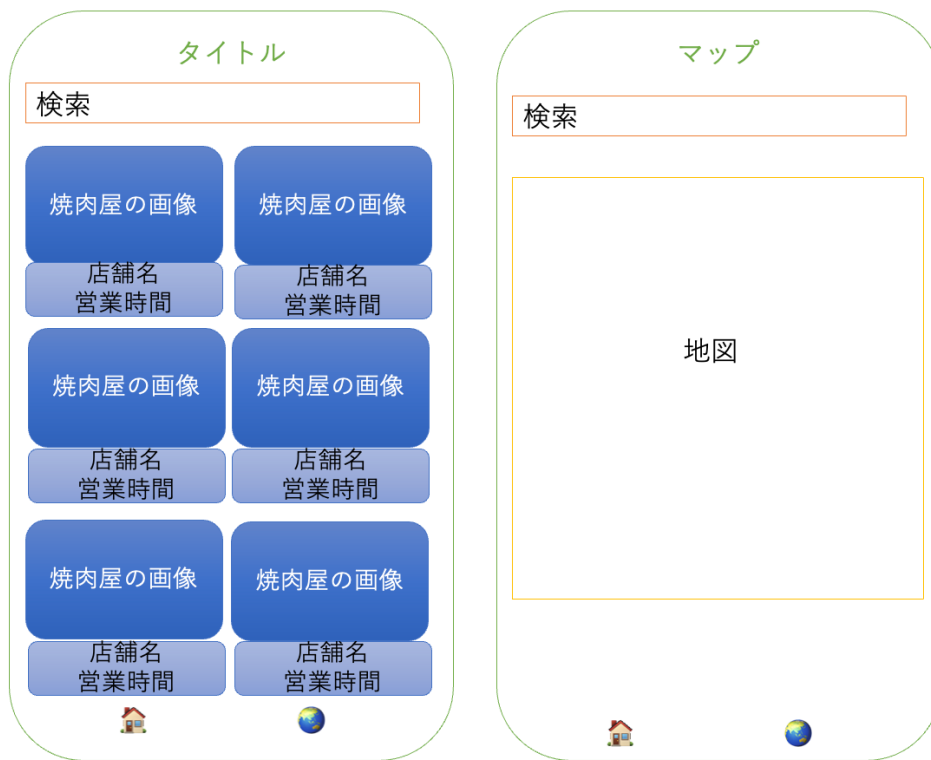 タイトル
検索
焼肉屋の画像
焼肉屋の画像
店舗名
営業時間
店舗名
営業時間
焼肉屋の画像
焼肉屋の画像
店舗名
営業時間
店舗名
営業時間
焼肉屋の画像
焼肉屋の画像
店舗名
営業時間
店舗名
営業時間
マップ
検索
地図